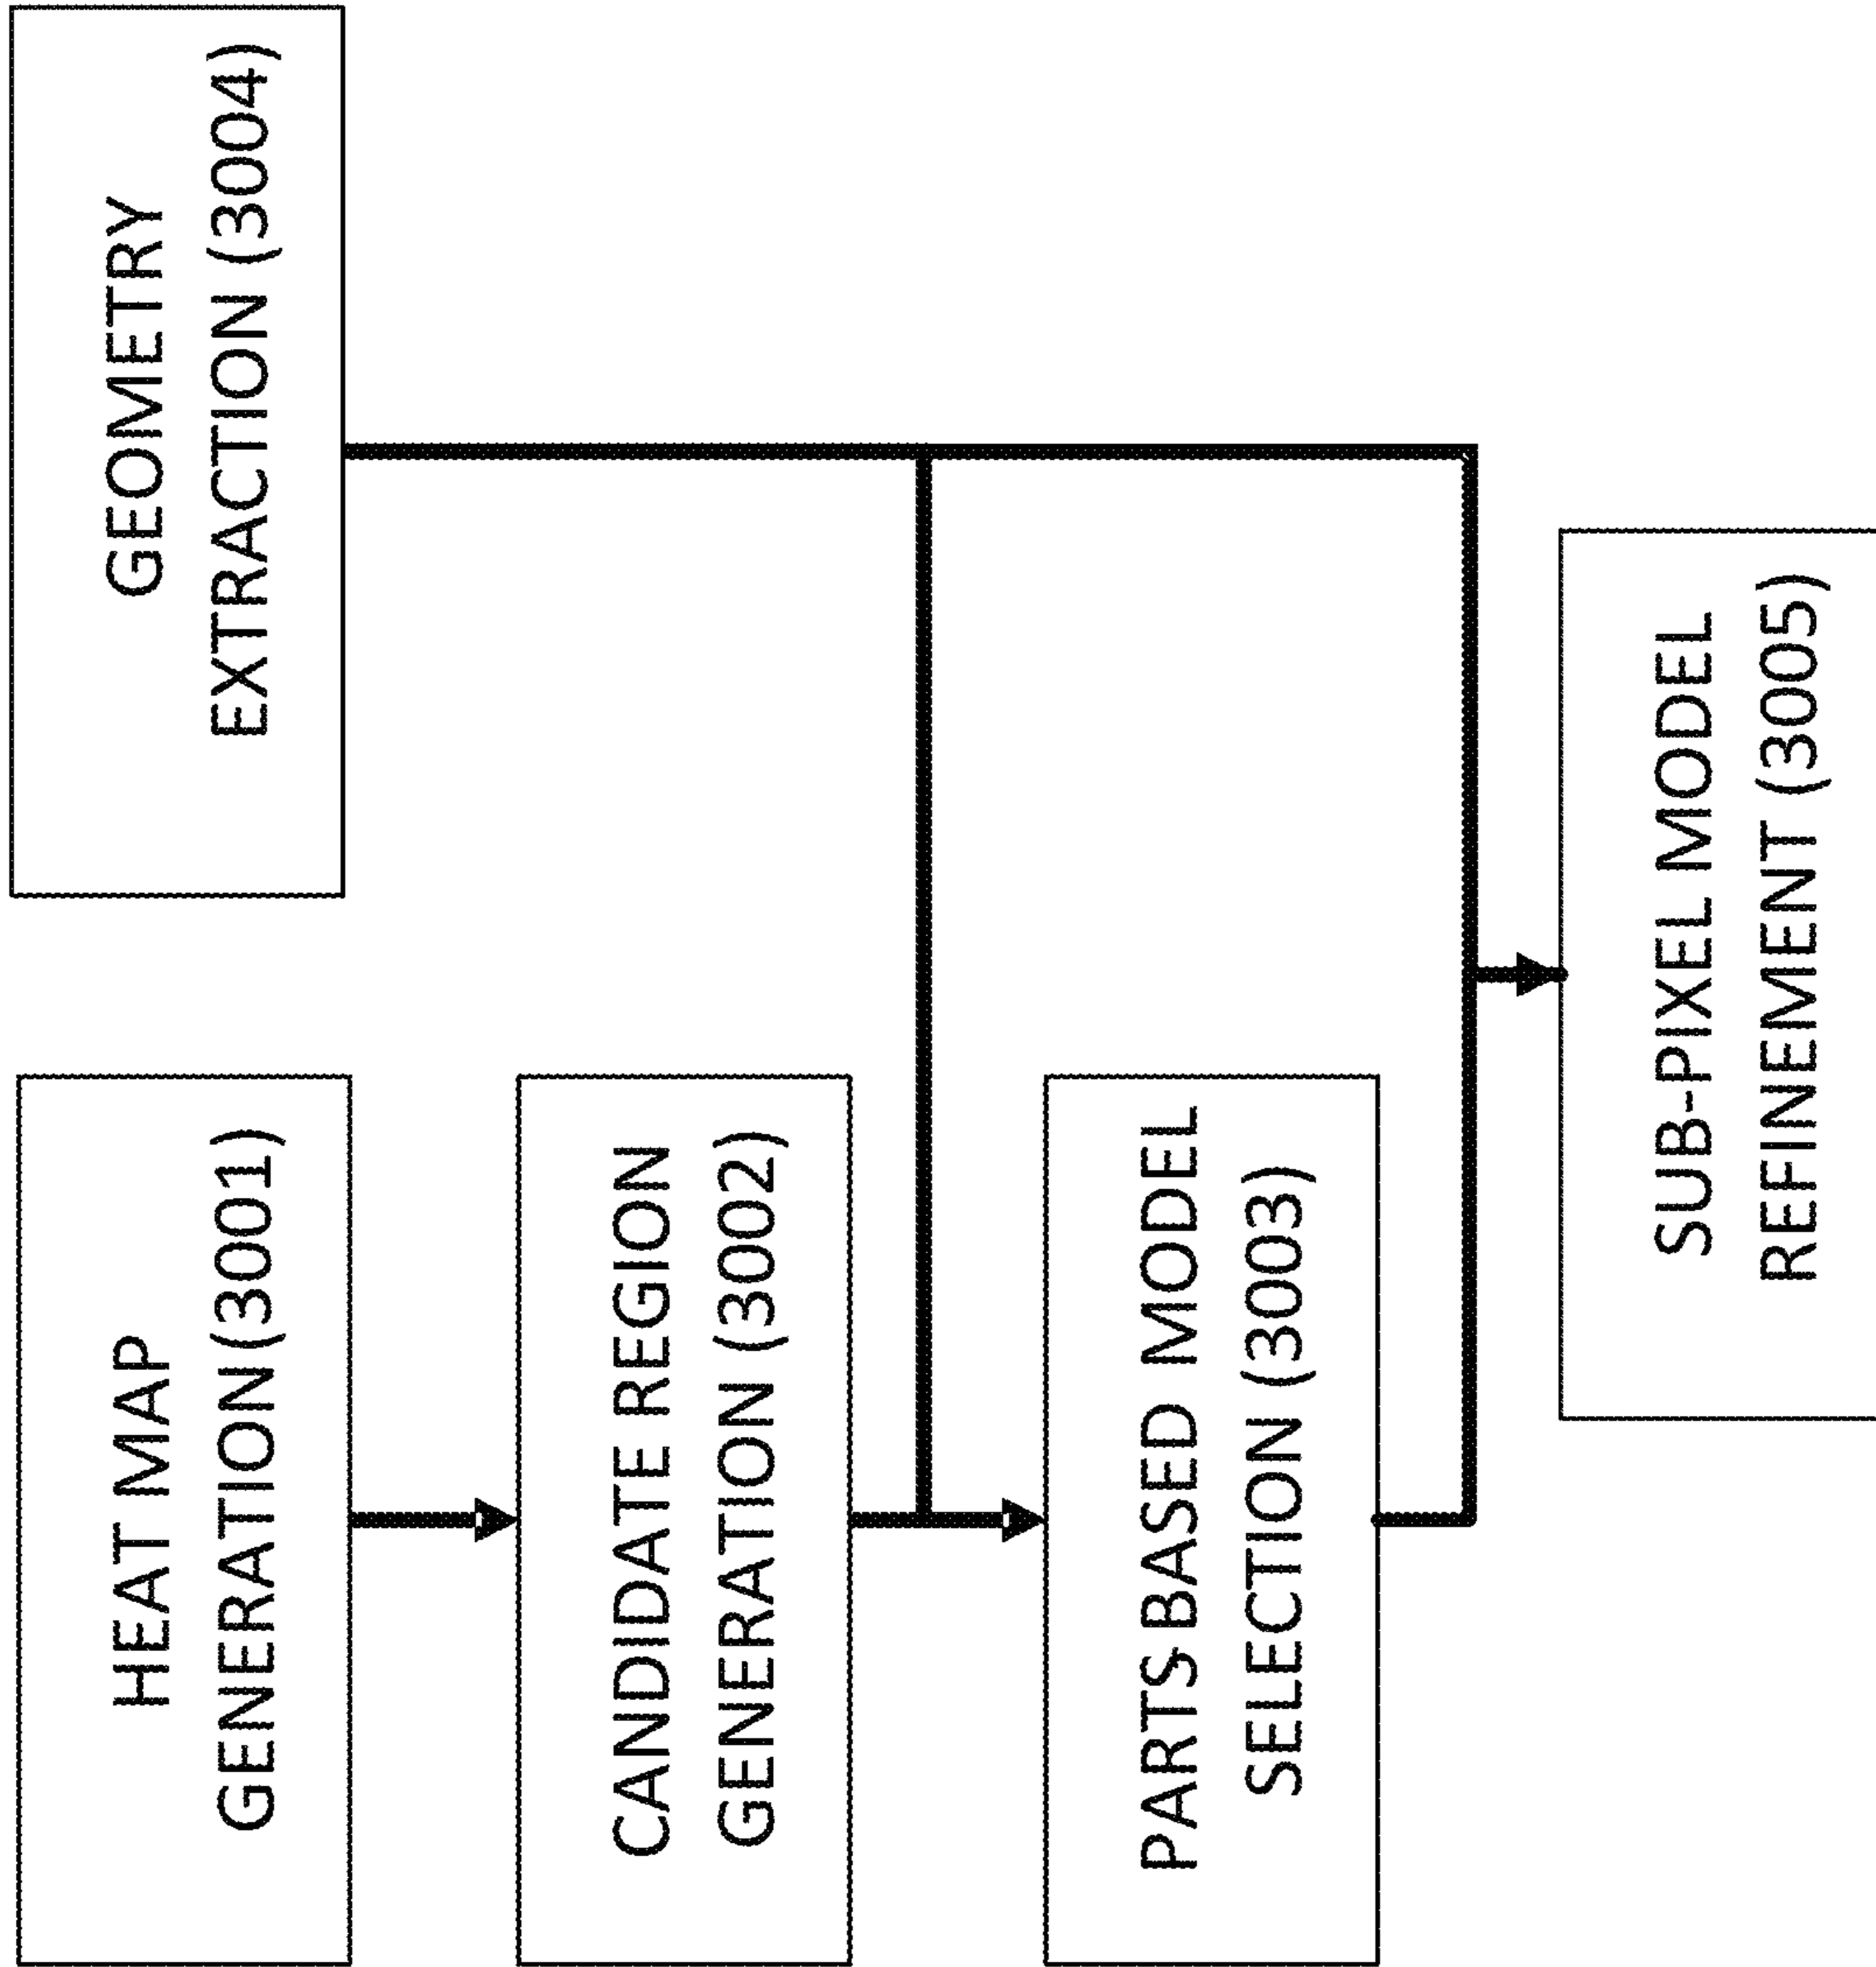 HEAT MAP
GENERATION(3001)
CANDIDATE REGION
GENERATION (3002)
PARTS-BASED MODEL
SELECTION (3003)
GEOMETRY
EXTRACTION (3004)
SUB-PIXEL MODEL
REFINEMENT (3005)